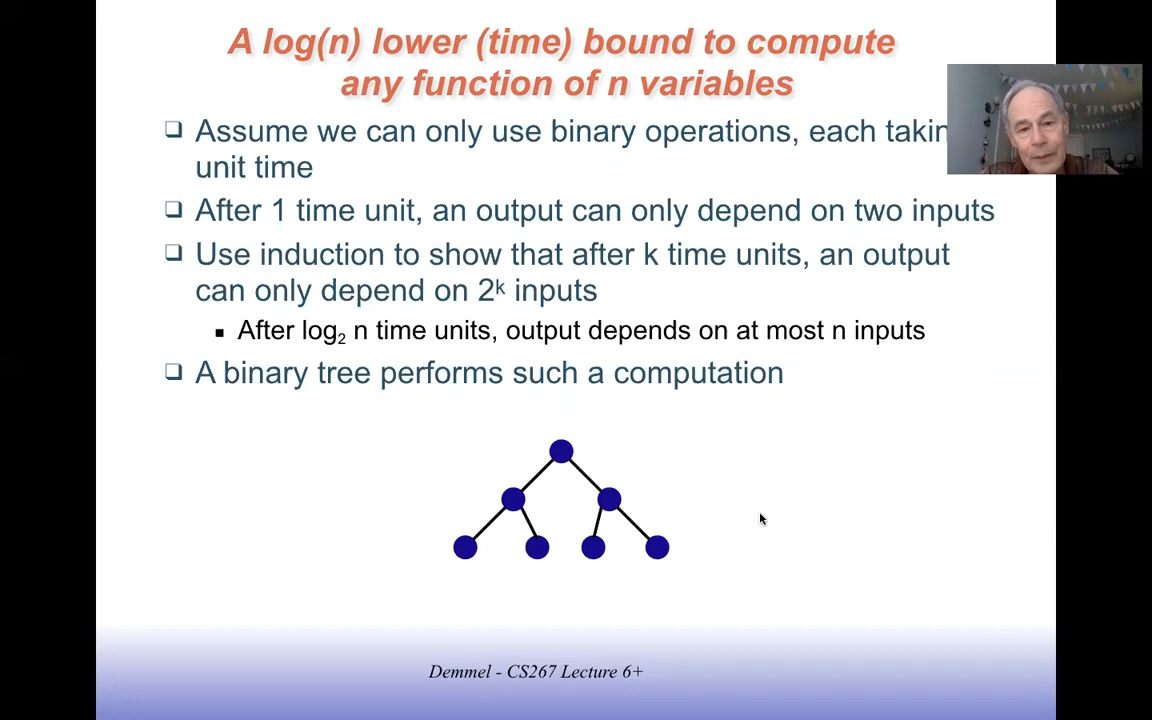 A log(n) lower (time) bound to compute
any function of n variables
❑ Assume we can only use binary operations, each takin
unit time
❑ After 1 time unit, an output can only depend on two inputs
❑ Use induction to show that after k time units, an output
can only depend on 2ᵏ inputs
▪ After log₂ n time units, output depends on at most n inputs
❑ A binary tree performs such a computation
Demmel - CS267 Lecture 6+